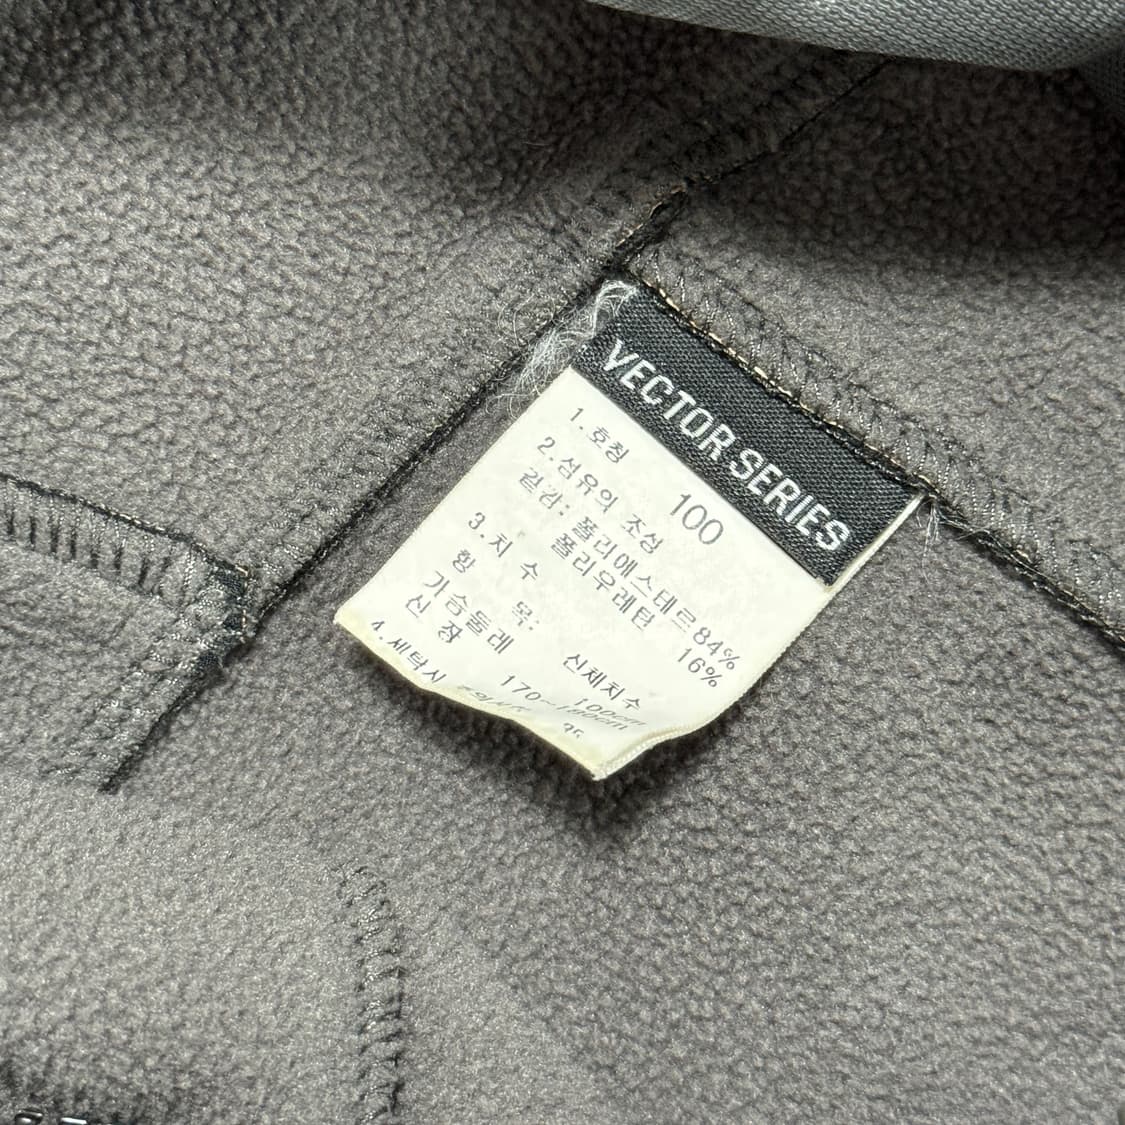 VECTOR SERIES
1.호칭 100
2.섬유의 조성
겉감: 폴리에스테르 84%
폴리우레탄 16%
3.치 수
항 목: 신체치수
가슴둘레 100cm
신 장 170~180cm
4.세탁시